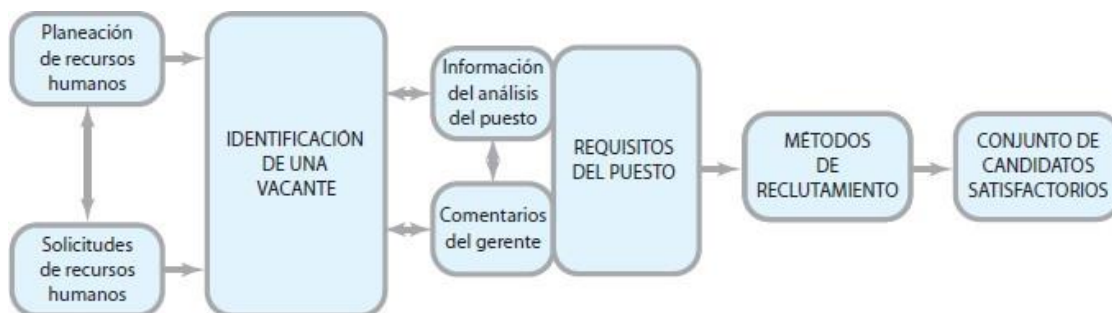 Planeación
de recursos
humanos
Solicitudes
de recursos
humanos
IDENTIFICACIÓN
DE UNA
VACANTE
Información
del análisis
del puesto
Comentarios
del gerente
REQUISITOS
DEL PUESTO
MÉTODOS
DE
RECLUTAMIENTO
CONJUNTO DE
CANDIDATOS
SATISFACTORIOS